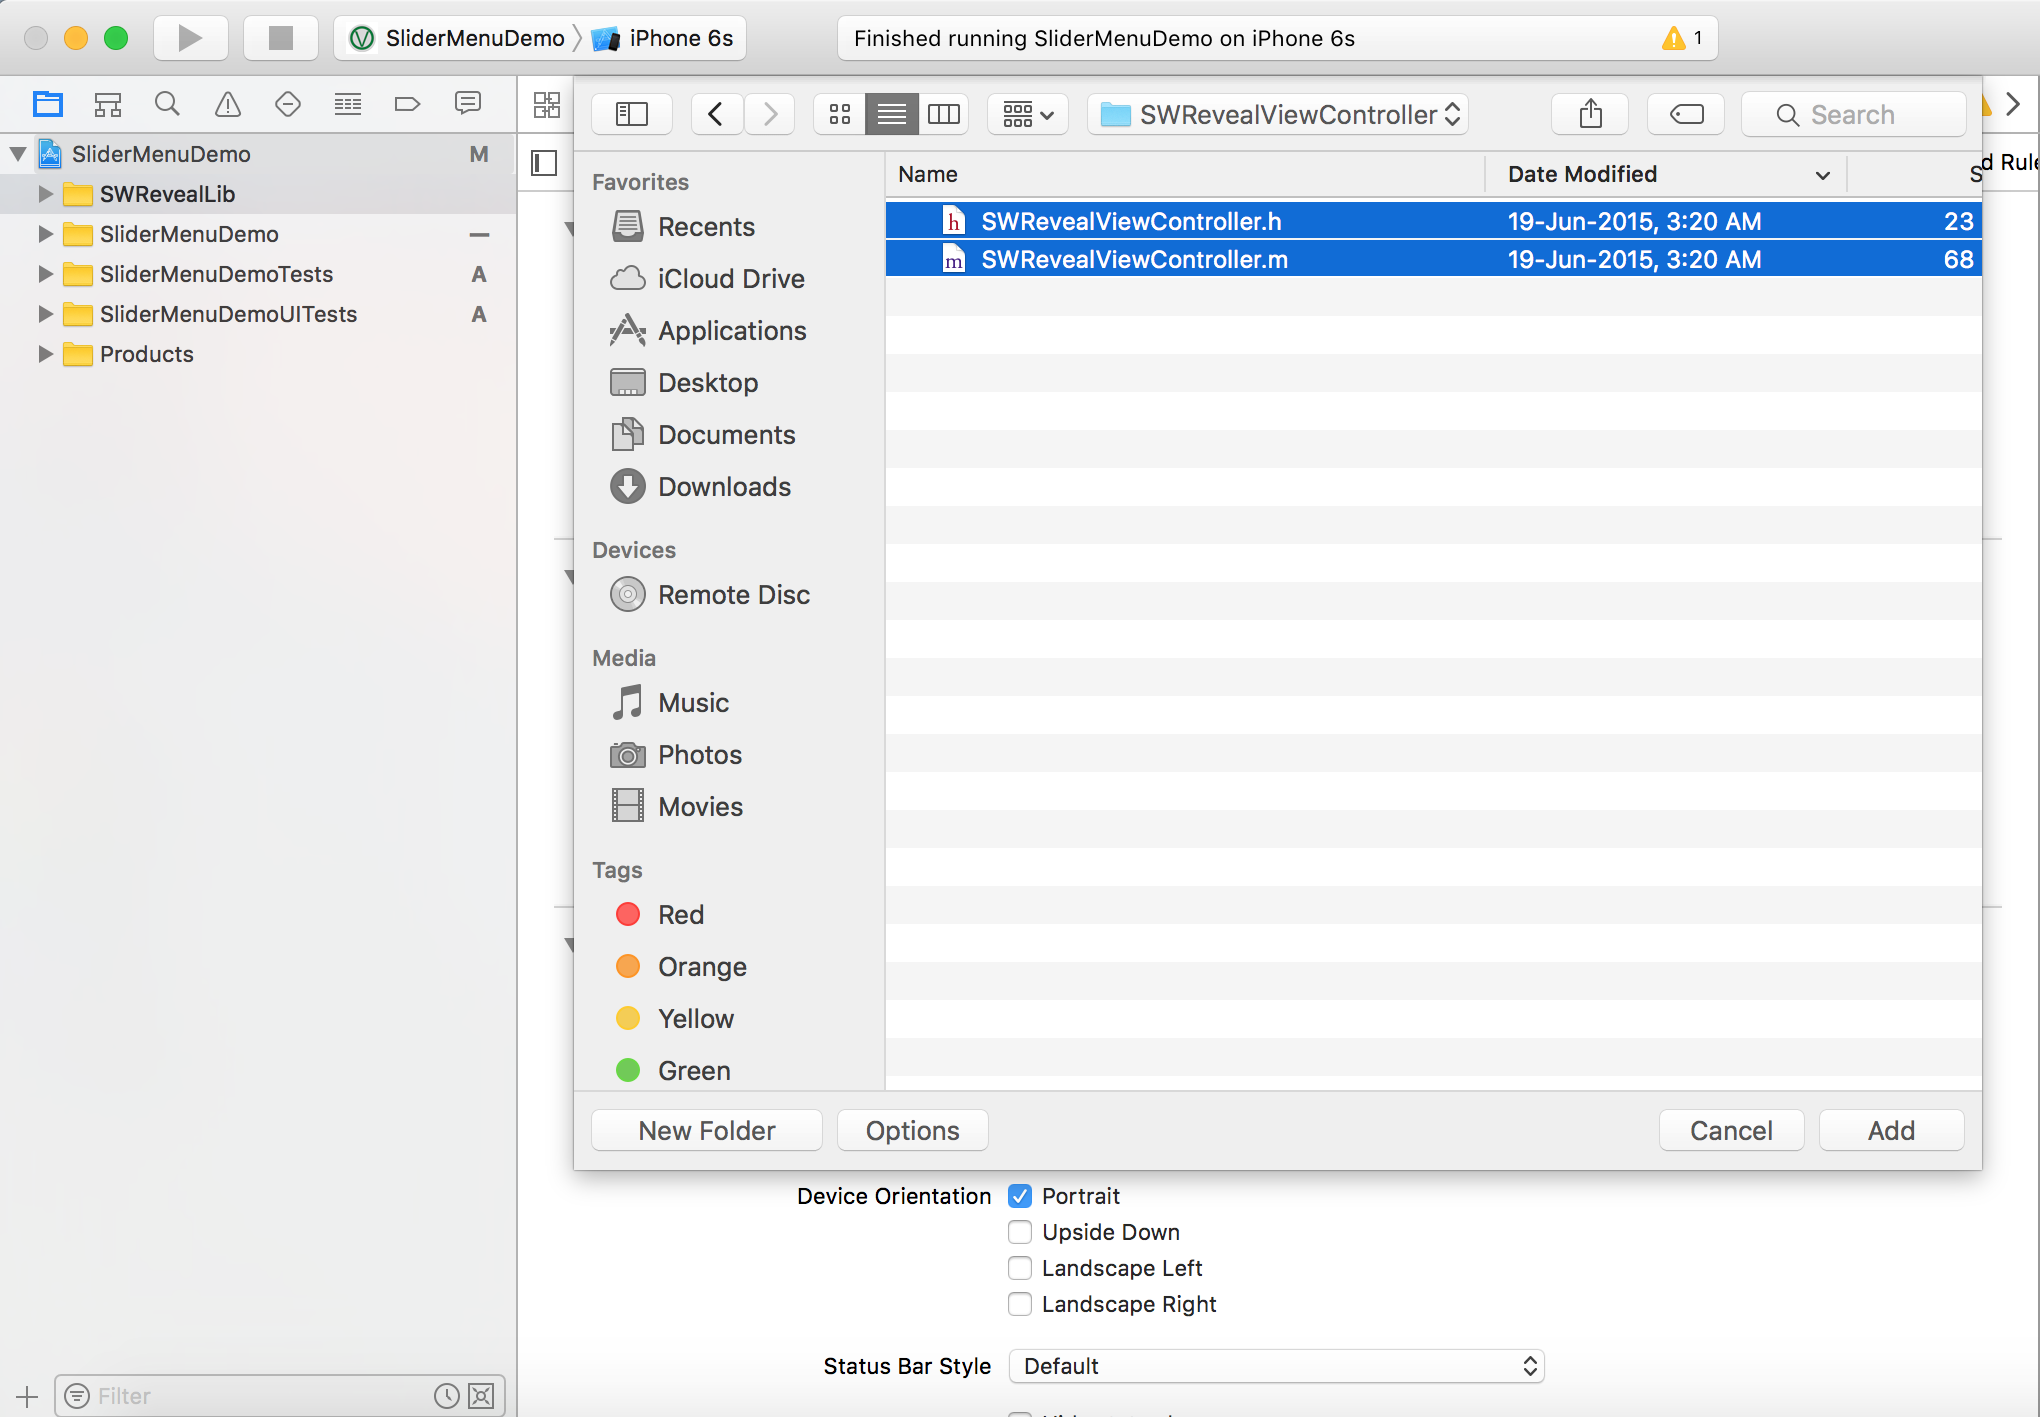 SliderMenuDemo
iPhone 6s
Finished running SliderMenuDemo on iPhone 6s
1
SWRevealViewController
Search
SliderMenuDemo M
SWRevealLib
SliderMenuDemo
SliderMenuDemoTests A
SliderMenuDemoUITests A
Products
Favorites
Recents
iCloud Drive
Applications
Desktop
Documents
Downloads
Devices
Remote Disc
Media
Music
Photos
Movies
Tags
Red
Orange
Yellow
Green
Name Date Modified S
d Rule
h SWRevealViewController.h 19-Jun-2015, 3:20 AM 23
m SWRevealViewController.m 19-Jun-2015, 3:20 AM 68
New Folder Options Cancel Add
Device Orientation Portrait
Upside Down
Landscape Left
Landscape Right
Status Bar Style Default
Filter